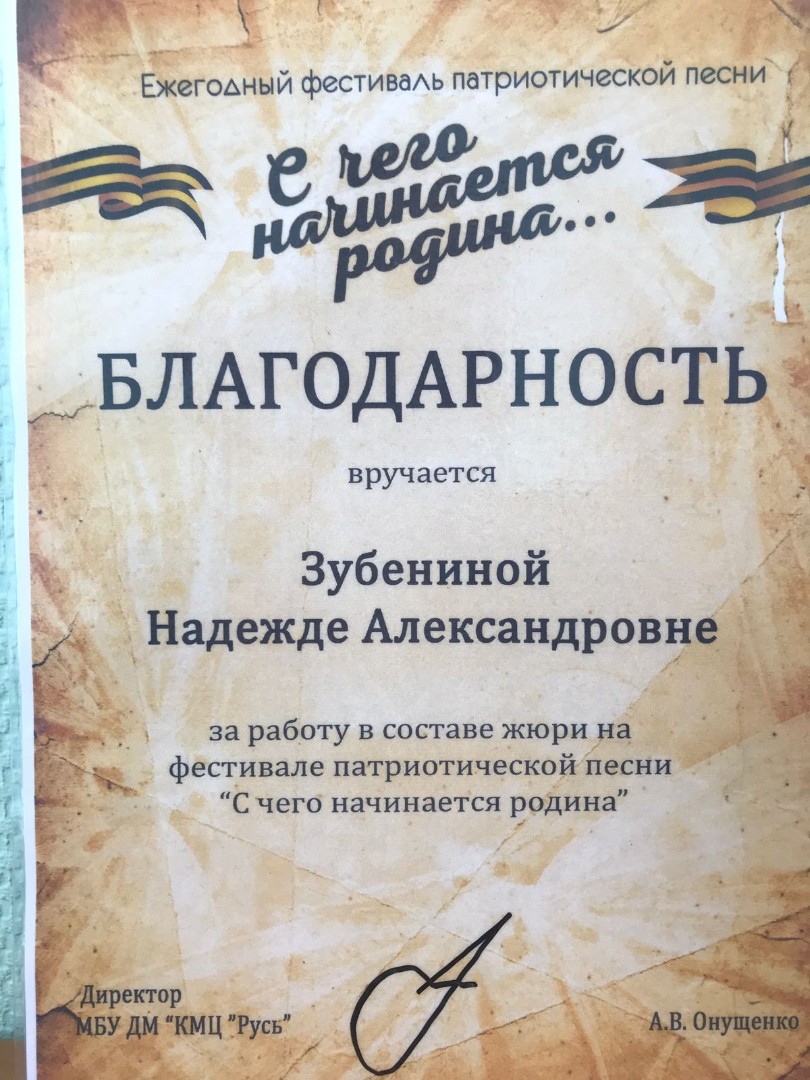 Ежегодный фестиваль патриотической песни
С чего
начинается
родина...
БЛАГОДАРНОСТЬ
вручается
Зубениной
Надежде Александровне
за работу в составе жюри на
фестивале патриотической песни
“С чего начинается родина”
Директор
МБУ ДМ “КМЦ ”Русь”
А.В. Онущенко